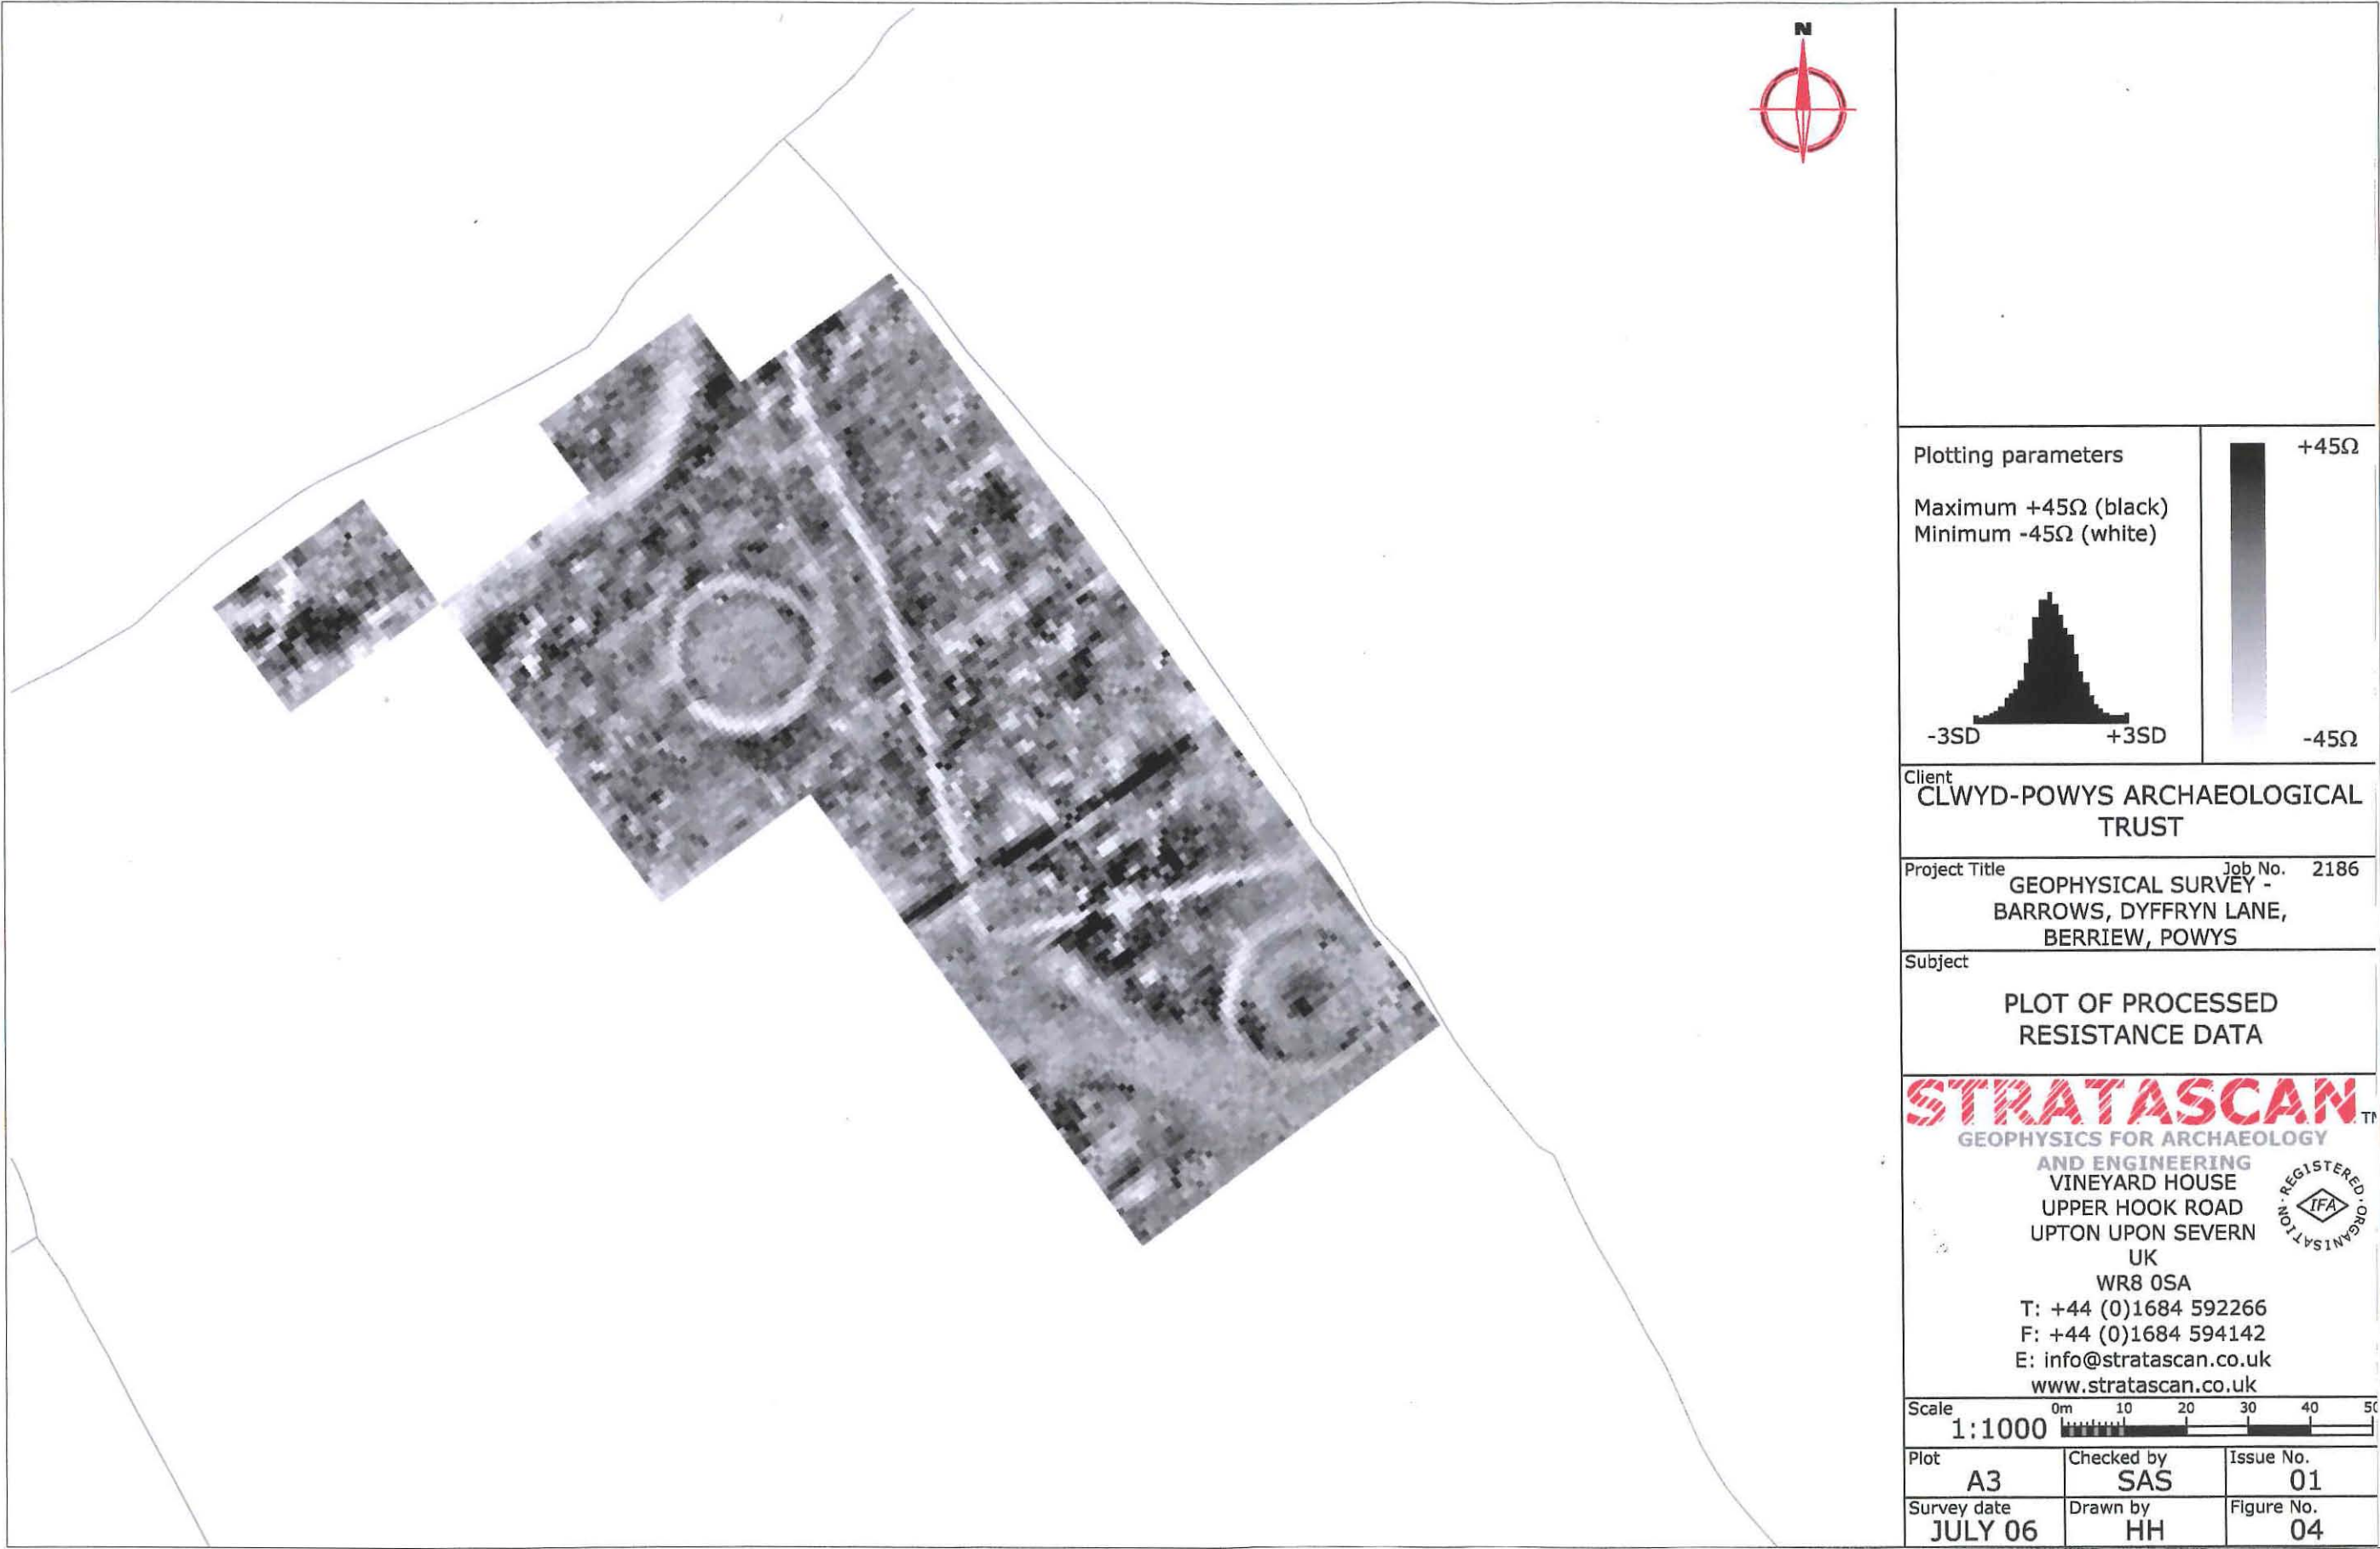 N
Plotting parameters
Maximum +45Ω (black)
Minimum -45Ω (white)
-3SD +3SD
+45Ω
-45Ω
Client
CLWYD-POWYS ARCHAEOLOGICAL
TRUST
Project Title Job No. 2186
GEOPHYSICAL SURVEY -
BARROWS, DYFFRYN LANE,
BERRIEW, POWYS
Subject
PLOT OF PROCESSED
RESISTANCE DATA
STRATASCAN TM
GEOPHYSICS FOR ARCHAEOLOGY
AND ENGINEERING
VINEYARD HOUSE
UPPER HOOK ROAD
UPTON UPON SEVERN
UK
WR8 0SA
T: +44 (0)1684 592266
F: +44 (0)1684 594142
E: info@stratascan.co.uk
www.stratascan.co.uk
REGISTERED · ORGANISATION ·
IFA
Scale
1:1000
0m 10 20 30 40 50
Plot
A3
Checked by
SAS
Issue No.
01
Survey date
JULY 06
Drawn by
HH
Figure No.
04